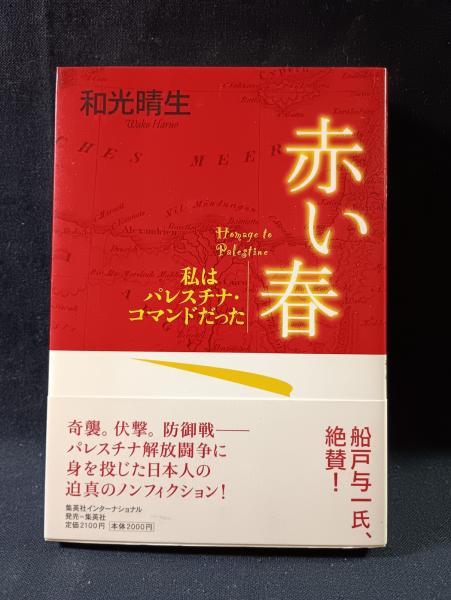 和光晴生
Wako Haruo
赤い春
Homage to
Palestine
私は
パレスチナ・
コマンドだった
CHES MEER
Nil Mündungen
Alexandrien
船戸与一氏、
絶賛!
奇襲。伏撃。防御戦――
パレスチナ解放闘争に
身を投じた日本人の
迫真のノンフィクション!
集英社インターナショナル
発売=集英社
定価2100円 本体2000円